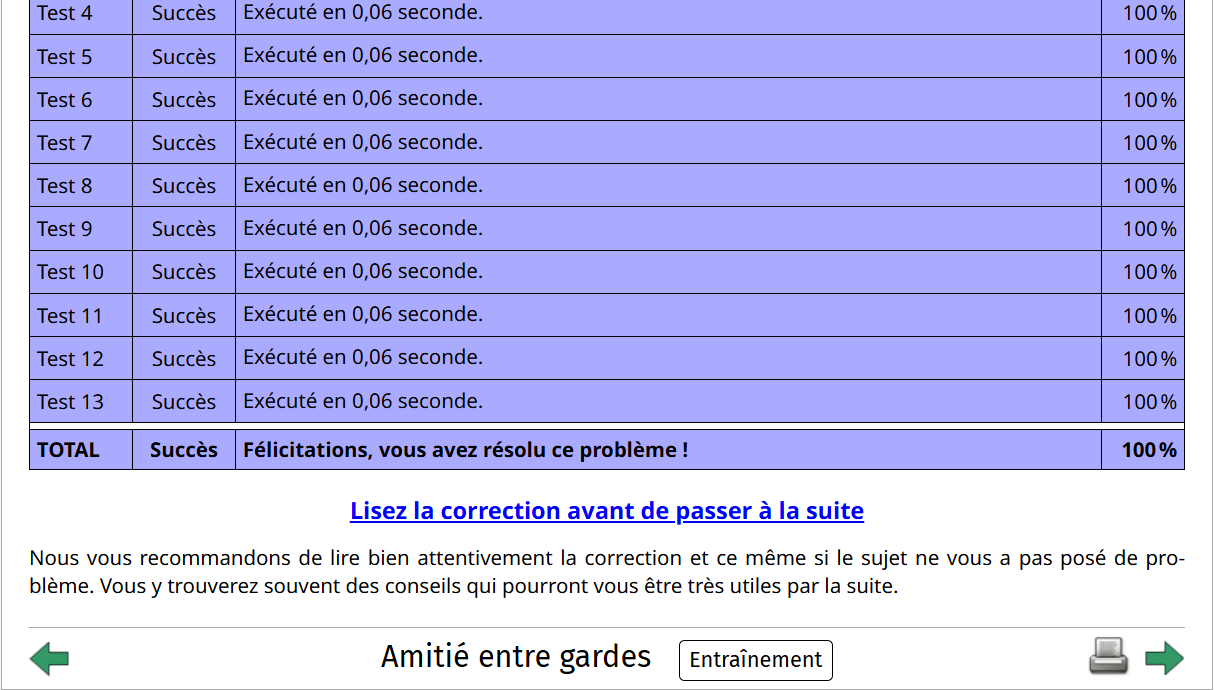 Test 4 Succès Exécuté en 0,06 seconde. 100 %
Test 5 Succès Exécuté en 0,06 seconde. 100 %
Test 6 Succès Exécuté en 0,06 seconde. 100 %
Test 7 Succès Exécuté en 0,06 seconde. 100 %
Test 8 Succès Exécuté en 0,06 seconde. 100 %
Test 9 Succès Exécuté en 0,06 seconde. 100 %
Test 10 Succès Exécuté en 0,06 seconde. 100 %
Test 11 Succès Exécuté en 0,06 seconde. 100 %
Test 12 Succès Exécuté en 0,06 seconde. 100 %
Test 13 Succès Exécuté en 0,06 seconde. 100 %
TOTAL Succès Félicitations, vous avez résolu ce problème ! 100 %
Lisez la correction avant de passer à la suite
Nous vous recommandons de lire bien attentivement la correction et ce même si le sujet ne vous a pas posé de pro-
blème. Vous y trouverez souvent des conseils qui pourront vous être très utiles par la suite.
Amitié entre gardes Entraînement